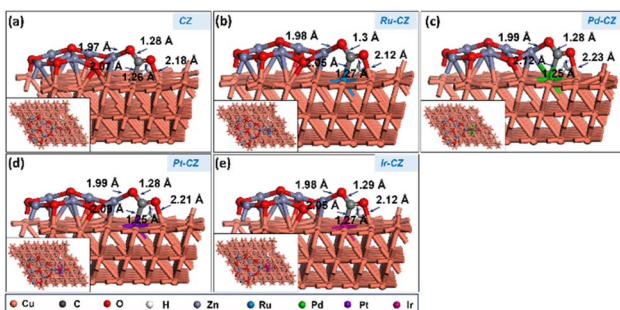 (a) CZ
1.97 Å 1.28 Å
2.07 2.18 Å
1.26 Å
(b) Ru-CZ
1.98 Å 1.3 Å
2.05 Å 2.12 Å
1.27 Å
(c) Pd-CZ
1.99 Å 1.28 Å
2.12 Å 2.23 Å
1.25 Å
(d) Pt-CZ
1.99 Å 1.28 Å
2.09 2.21 Å
1.25 Å
(e) Ir-CZ
1.98 Å 1.29 Å
2.05 Å 2.12 Å
1.27 Å
Cu C O H Zn Ru Pd Pt Ir